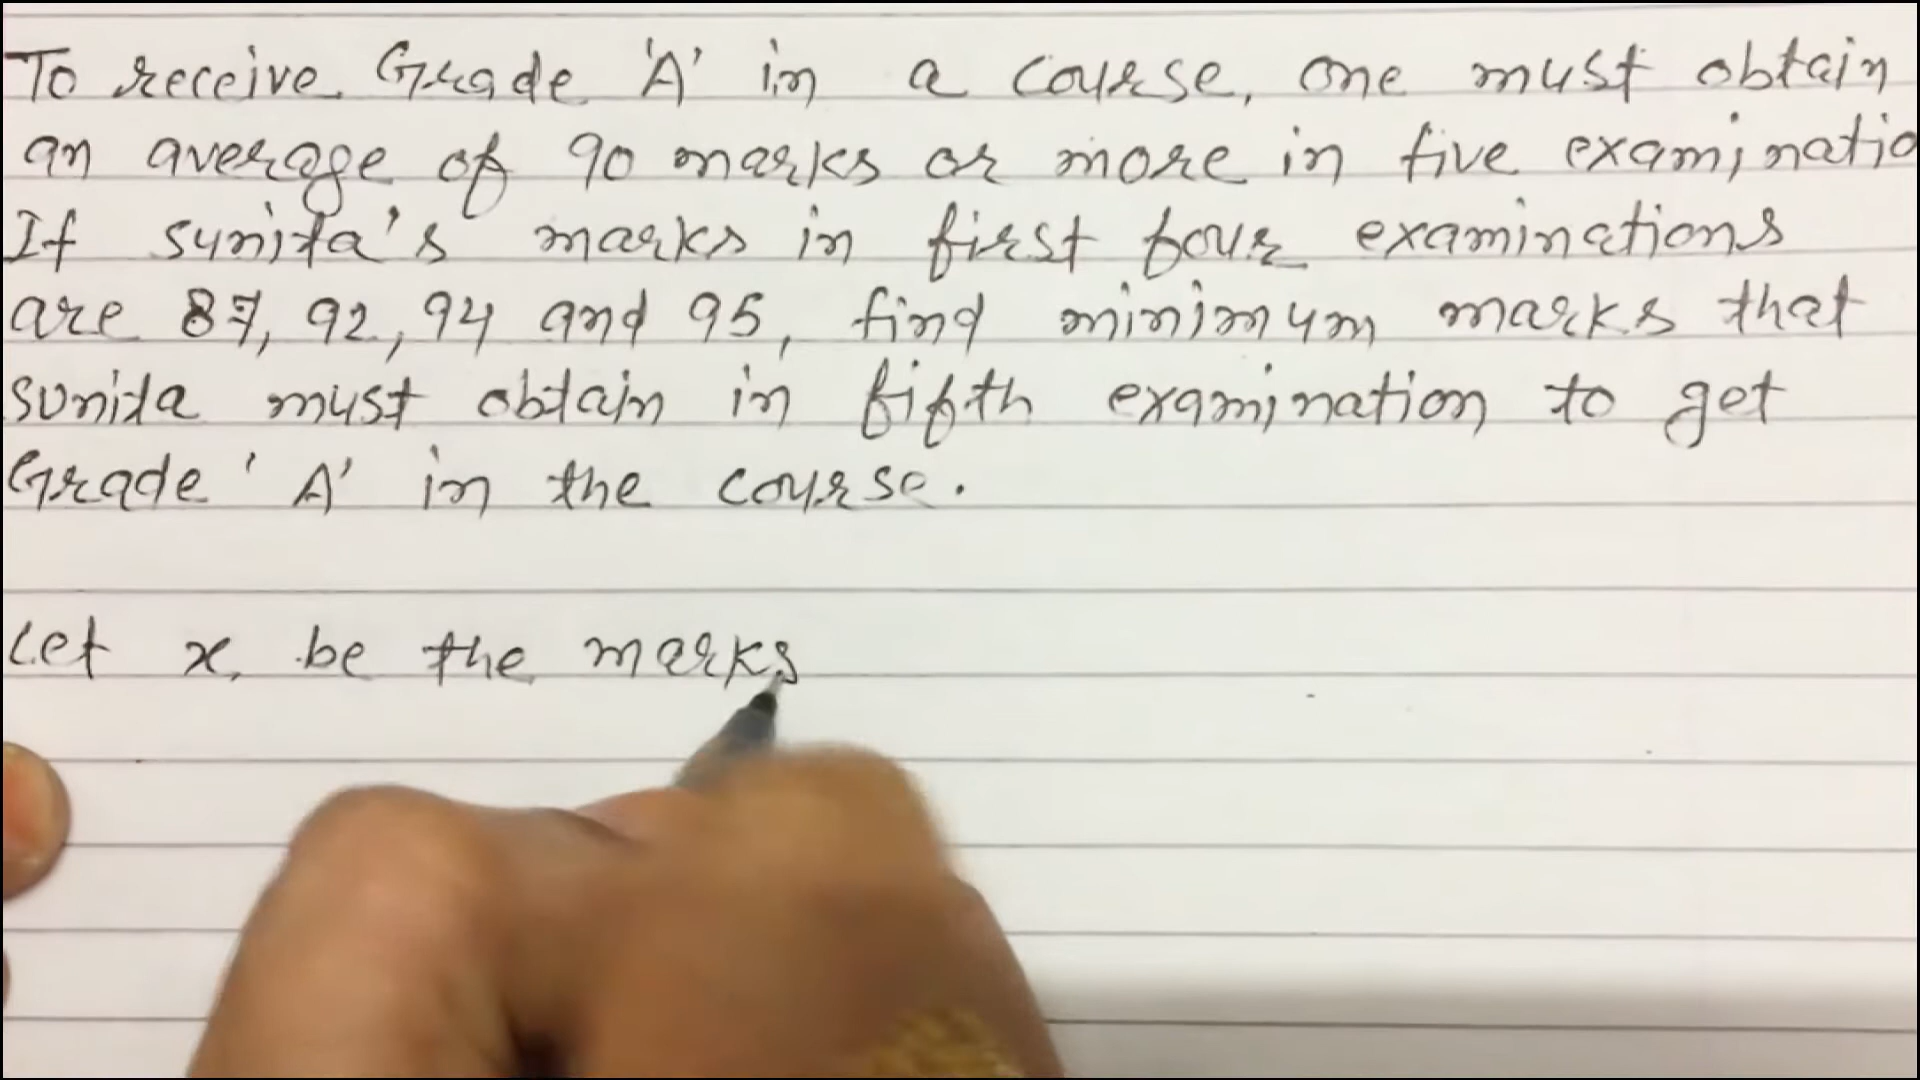 To receive Grade 'A' in a course, one must obtain
an average of 90 marks or more in five examinatio
If sunita's marks in first four examinations
are 87, 92, 94 and 95, find minimum marks that
sunita must obtain in fifth examination to get
Grade 'A' in the course.
Let x, be the marks